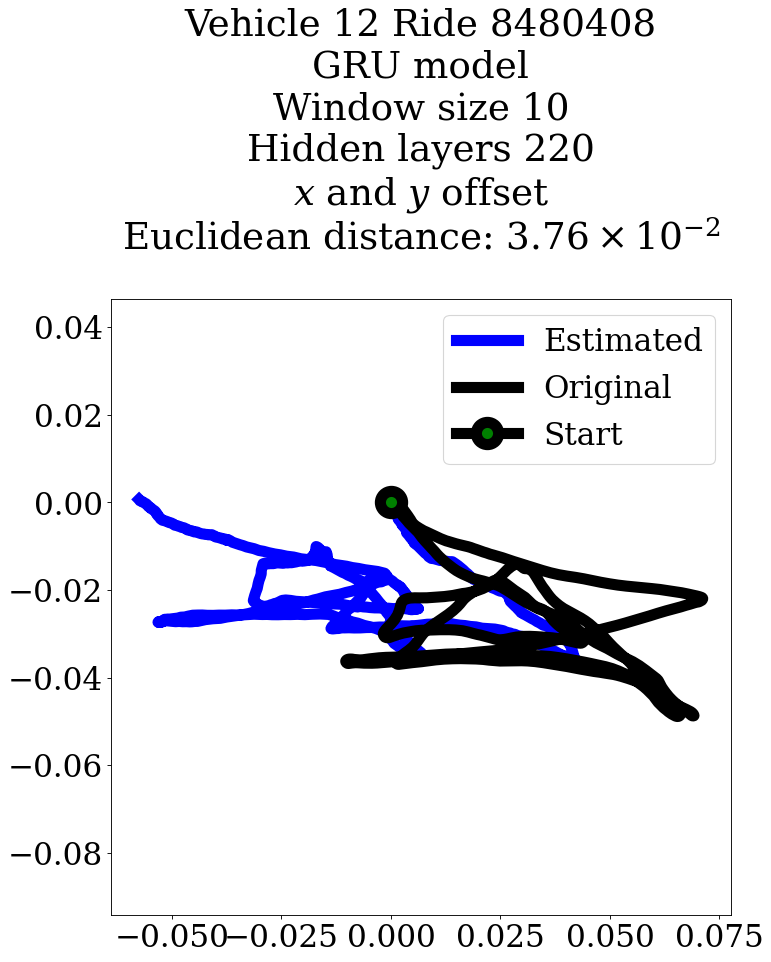 Vehicle 12 Ride 8480408
GRU model
Window size 10
Hidden layers 220
x and y offset
Euclidean distance: 3.76 × 10⁻²
Estimated
Original
Start
0.04
0.02
0.00
−0.02
−0.04
−0.06
−0.08
−0.050 −0.025 0.000 0.025 0.050 0.075